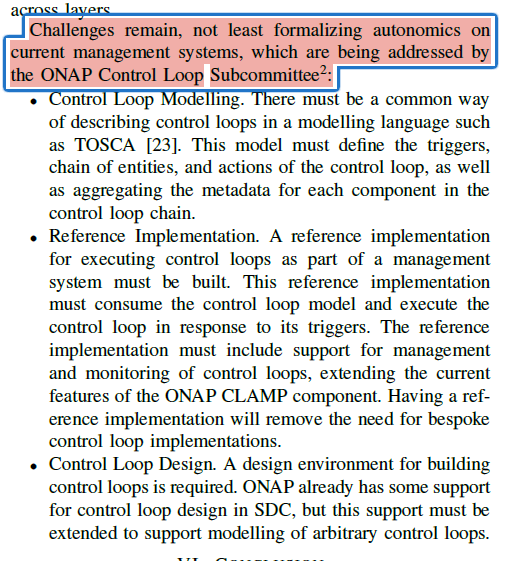 across layers
Challenges remain, not least formalizing autonomics on
current management systems, which are being addressed by
the ONAP Control Loop Subcommittee2:
• Control Loop Modelling. There must be a common way
of describing control loops in a modelling language such
as TOSCA [23]. This model must define the triggers,
chain of entities, and actions of the control loop, as well
as aggregating the metadata for each component in the
control loop chain.
• Reference Implementation. A reference implementation
for executing control loops as part of a management
system must be built. This reference implementation
must consume the control loop model and execute the
control loop in response to its triggers. The reference
implementation must include support for management
and monitoring of control loops, extending the current
features of the ONAP CLAMP component. Having a ref-
erence implementation will remove the need for bespoke
control loop implementations.
• Control Loop Design. A design environment for building
control loops is required. ONAP already has some support
for control loop design in SDC, but this support must be
extended to support modelling of arbitrary control loops.